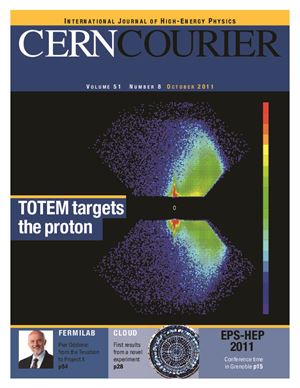 INTERNATIONAL JOURNAL OF HIGH-ENERGY PHYSICS
CERNCOURIER
VOLUME 51 NUMBER 8 OCTOBER 2011
0
TOTEM targets
the proton
FERMILAB
Pier Oddone:
from the Tevatron
to Project X
p54
CLOUD
First results
from a novel
experiment
p28
EPS-HEP
2011
Conference time
in Grenoble p15